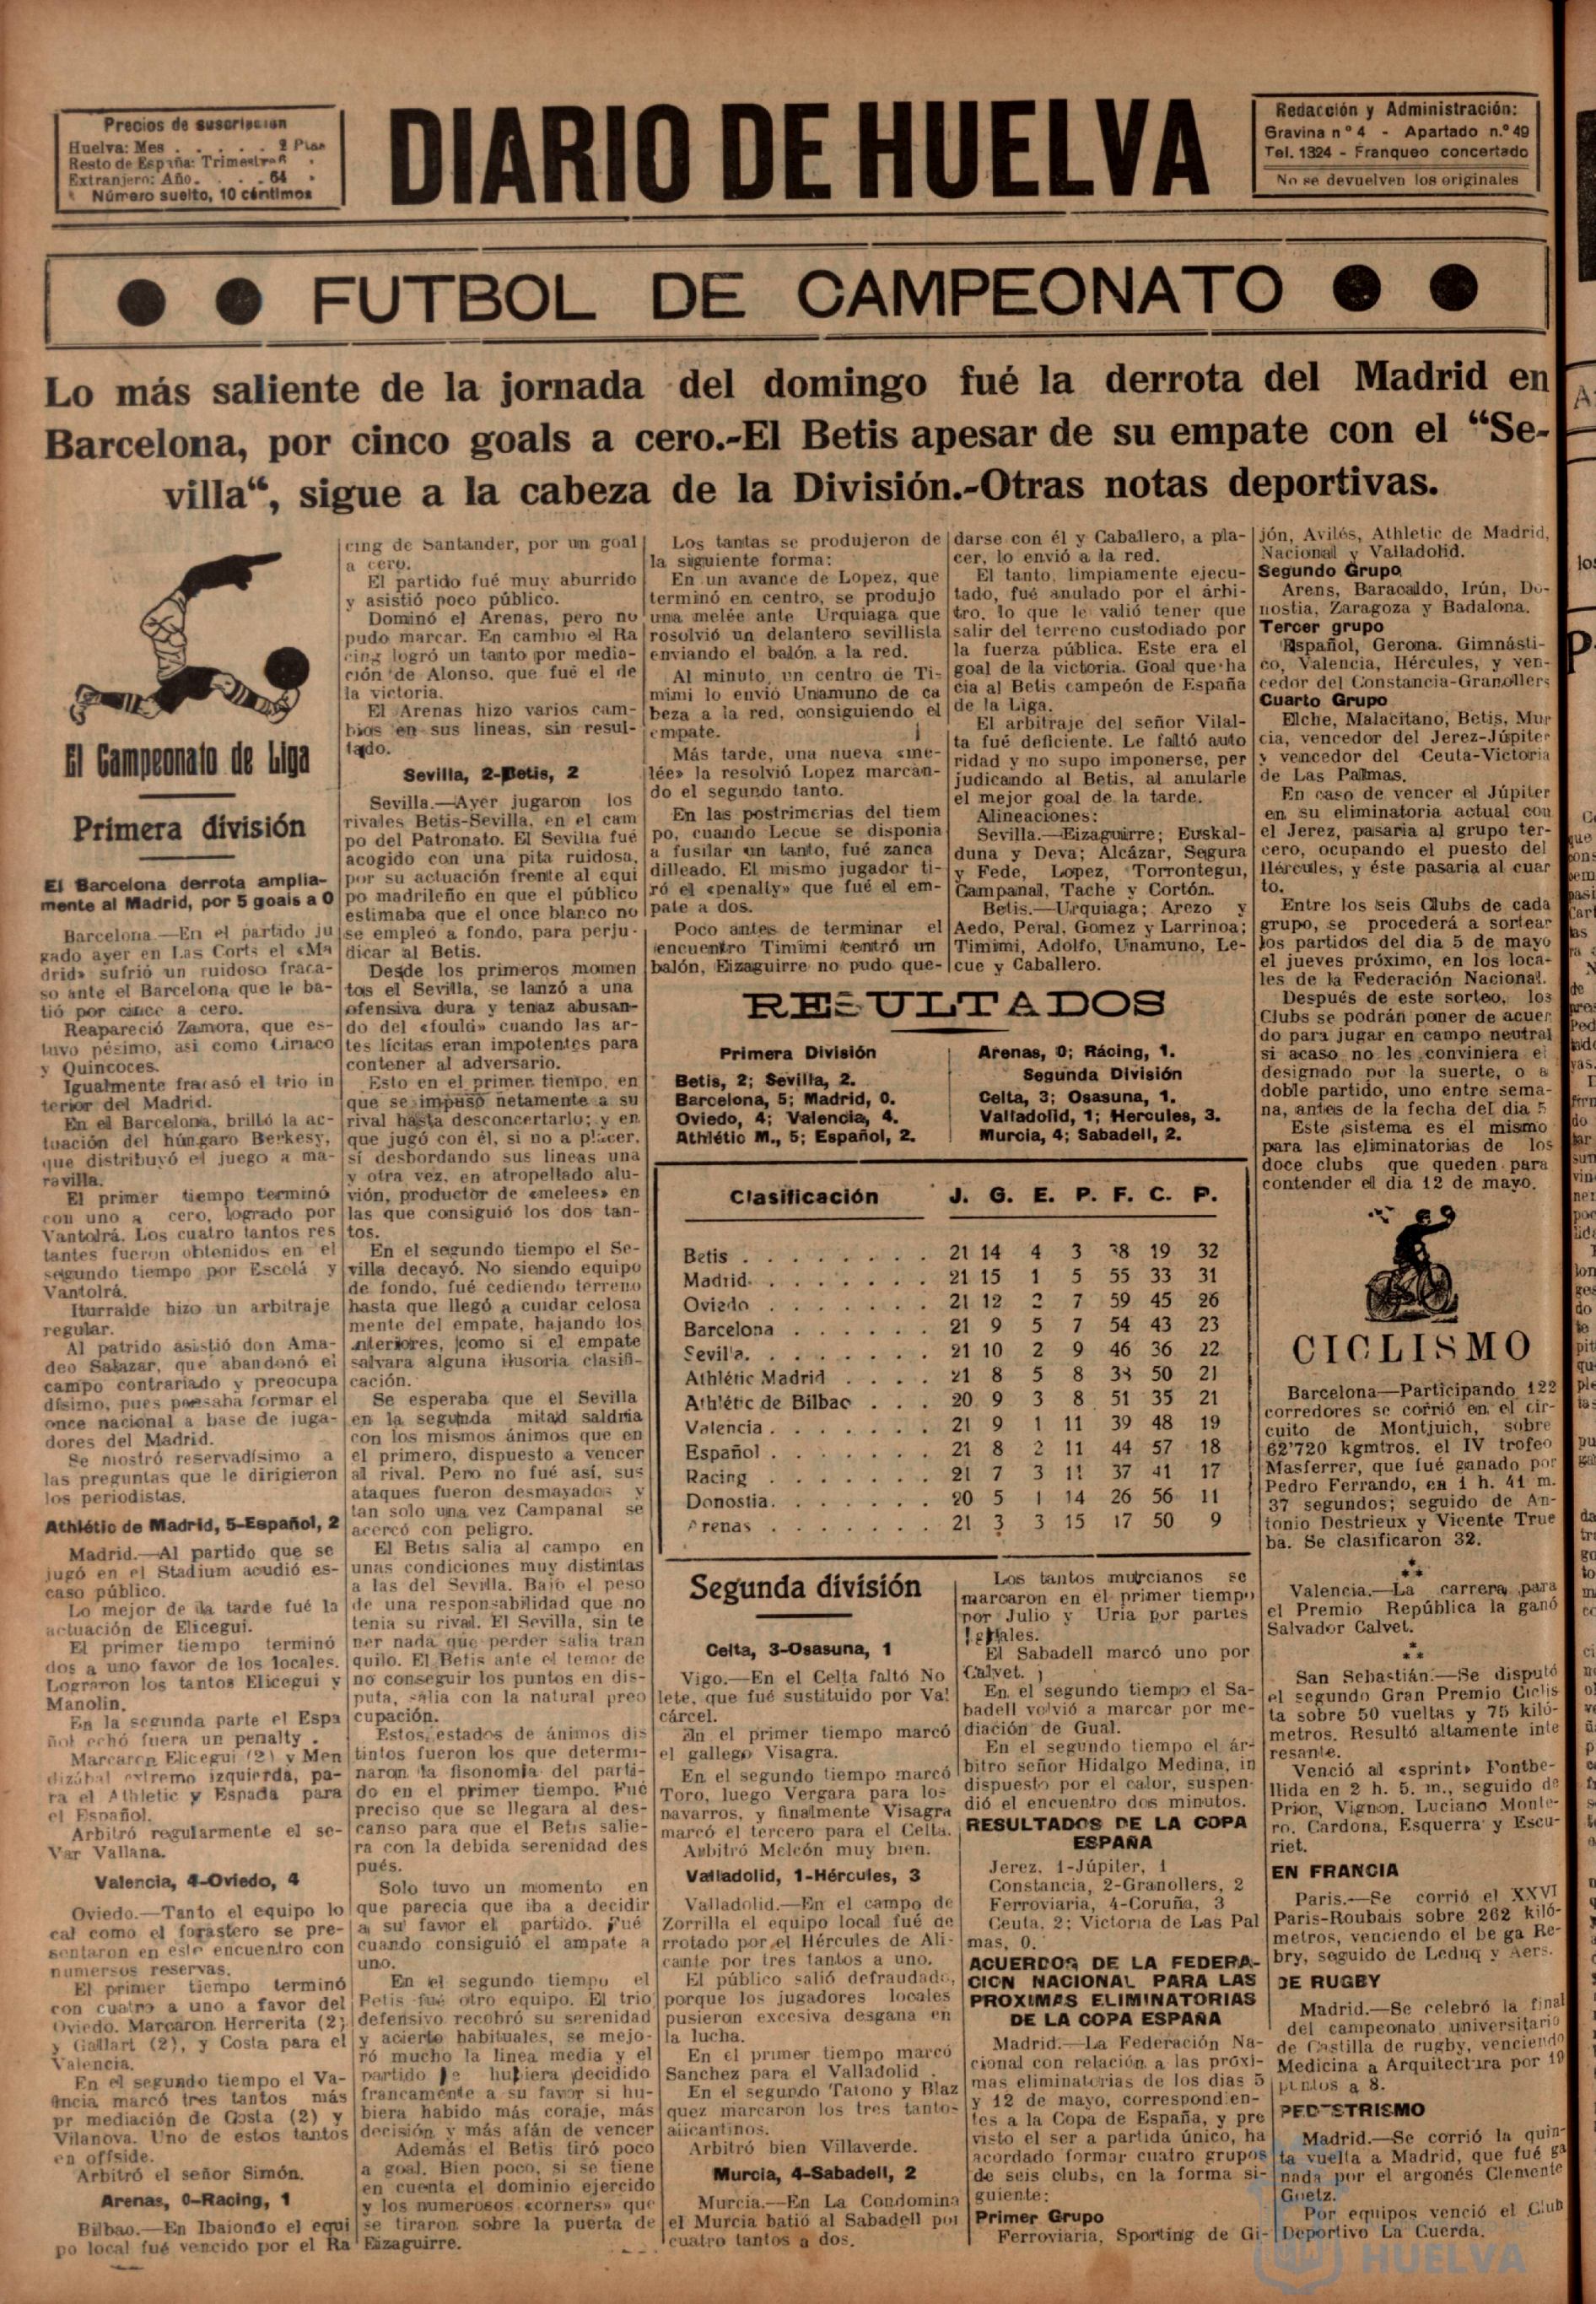 Precios de suscripcion
Huelva: Mes . . . . . 2 Ptas
Resto de España: Trimestre 6 .
Extranjero: Año. . . . 64 .
Número suelto, 10 céntimos
DIARIO DE HUELVA
Redacción y Administración:
Gravina nº 4 - Apartado n.º 49
Tel. 1324 - Franqueo concertado
No se devuelven los originales
FUTBOL DE CAMPEONATO
Lo más saliente de la jornada del domingo fué la derrota del Madrid en
Barcelona, por cinco goals a cero.-El Betis apesar de su empate con el “Se-
villa“, sigue a la cabeza de la División.-Otras notas deportivas.
El Campeonato de Liga
Primera división
El Barcelona derrota amplia-
mente al Madrid, por 5 goals a 0
Barcelona.—En el partido ju
gado ayer en Las Corts el «Ma
drid» sufrió un ruidoso fraca-
so ante el Barcelona que le ba-
tió por cince a cero.
Reapareció Zamora, que es-
tuvo pésimo, asi como Ciriaco
y Quincoces.
Igualmente fracasó el trio in
terior del Madrid.
En el Barcelona, brilló la ac-
tuación del húngaro Berkesy,
que distribuyó el juego a ma-
ravilla.
El primer tiempo terminó
con uno a cero, logrado por
Vantolrá. Los cuatro tantos res
tantes fueron obtenidos en el
segundo tiempo por Escolá y
Vantolrá.
Iturralde hizo un arbitraje
regular.
Al patrido asistió don Ama-
deo Salazar, que abandonó el
campo contrariado y preocupa
dísimo, pues pensaba formar el
once nacional a base de juga-
dores del Madrid.
Se mostró reservadísimo a
las preguntas que le dirigieron
los periodistas.
Athlétic de Madrid, 5-Español, 2
Madrid.—Al partido que se
jugó en el Stadium acudió es-
caso público.
Lo mejor de la tarde fué la
actuación de Elicegui.
El primer tiempo terminó
dos a uno favor de los locales.
Lograron los tantos Elicegui y
Manolin.
En la segunda parte el Espa
ñol echó fuera un penalty .
Marcaron Elicegui (2) y Men
dizábal extremo izquierda, pa-
ra el Athletic y Espada para
el Español.
Arbitró regularmente el se-
Var Vallana.
Valencia, 4-Oviedo, 4
Oviedo.—Tanto el equipo lo
cal como el forastero se pre-
sentaron en este encuentro con
numersos reservas.
El primer tiempo terminó
con cuatro a uno a favor del
Oviedo. Marcaron Herrerita (2)
y Gallart (2), y Costa para el
Valencia.
En el segundo tiempo el Va-
encia marcó tres tantos más
pr mediación de Costa (2) y
Vilanova. Uno de estos tantos
en offside.
Arbitró el señor Simón.
Arenas, 0-Racing, 1
Bilbao.—En Ibaiondo el equi
po local fué vencido por el Ra
cing de Santander, por un goal
a cero.
El partido fué muy aburrido
y asistió poco público.
Dominó el Arenas, pero no
pudo marcar. En cambio el Ra
cing logró un tanto por media-
ción de Alonso, que fué el de
la victoria.
El Arenas hizo varios cam-
bios en sus lineas, sin resul-
tado.
Sevilla, 2-Betis, 2
Sevilla.—Ayer jugaron los
rivales Betis-Sevilla, en el cam
po del Patronato. El Sevilla fué
acogido con una pita ruidosa,
por su actuación frente al equi
po madrileño en que el público
estimaba que el once blanco no
se empleó a fondo, para perju-
dicar al Betis.
Desde los primeros momen
tos el Sevilla, se lanzó a una
ofensiva dura y tenaz abusan-
do del «fould» cuando las ar-
tes lícitas eran impotentes para
contener al adversario.
Esto en el primer tiempo, en
que se impuso netamente a su
rival hasta desconcertarlo; y en
que jugó con él, si no a placer,
sí desbordando sus lineas una
y otra vez, en atropellado alu-
vión, productor de «melees» en
las que consiguió los dos tan-
tos.
En el segundo tiempo el Se-
villa decayó. No siendo equipo
de fondo, fué cediendo terreno
hasta que llegó a cuidar celosa
mente del empate, bajando los
interiores, como si el empate
salvara alguna ilusoria clasifi-
cación.
Se esperaba que el Sevilla
en la segunda mitad saldria
con los mismos ánimos que en
el primero, dispuesto a vencer
al rival. Pero no fué así, sus
ataques fueron desmayados y
tan solo una vez Campanal se
acercó con peligro.
El Betis salia al campo en
unas condiciones muy distintas
a las del Sevilla. Bajo el peso
de una responsabilidad que no
tenia su rival. El Sevilla, sin te
ner nada que perder salia tran
quilo. El Betis ante el temor de
no conseguir los puntos en dis-
puta, salia con la natural preo
cupación.
Estos estados de ánimos dis
tintos fueron los que determi-
naron la fisonomia del parti-
do en el primer tiempo. Fué
preciso que se llegara al des-
canso para que el Betis salie-
ra con la debida serenidad des
pués.
Solo tuvo un momento en
que parecia que iba a decidir
a su favor el partido. Fué
cuando consiguió el ampate a
uno.
En el segundo tiempo el
Betis fué otro equipo. El trio
defensivo recobró su serenidad
y acierto habituales, se mejo-
ró mucho la linea media y el
partido se hubiera decidido
francamente a su favor si hu-
biera habido más coraje, más
decisión y más afán de vencer
Además el Betis tiró poco
a goal. Bien poco, si se tiene
en cuenta el dominio ejercido
y los numerosos «corners» que
se tiraron sobre la puerta de
Eizaguirre.
Los tantas se produjeron de
la siguiente forma:
En un avance de Lopez, que
terminó en centro, se produjo
una melée ante Urquiaga que
rosolvió un delantero sevillista
enviando el balón a la red.
Al minuto, un centro de Ti-
mimi lo envió Unamuno de ca
beza a la red, consiguiendo el
empate.
Más tarde, una nueva «me-
lée» la resolvió Lopez marcan-
do el segundo tanto.
En las postrimerias del tiem
po, cuando Lecue se disponia
a fusilar un tanto, fué zanca
dilleado. El mismo jugador ti-
ró el «penalty» que fué el em-
pate a dos.
Poco antes de terminar el
encuentro Timimi centró un
balón, Eizaguirre no pudo que-
darse con él y Caballero, a pla-
cer, lo envió a la red.
El tanto, limpiamente ejecu-
tado, fué anulado por el árbi-
tro, lo que le valió tener que
salir del terreno custodiado por
la fuerza pública. Este era el
goal de la victoria. Goal que ha
cia al Betis campeón de España
de la Liga.
El arbitraje del señor Vilal-
ta fué deficiente. Le faltó auto
ridad y no supo imponerse, per
judicando al Betis, al anularle
el mejor goal de la tarde.
Alineaciones:
Sevilla.—Eizaguirre; Euskal-
duna y Deva; Alcázar, Segura
y Fede, Lopez, Torrontegui,
Campanal, Tache y Cortón.
Betis.—Urquiaga; Arezo y
Aedo, Peral, Gomez y Larrinoa;
Timimi, Adolfo, Unamuno, Le-
cue y Caballero.
RESULTADOS
Primera División
Betis, 2; Sevilla, 2.
Barcelona, 5; Madrid, 0.
Oviedo, 4; Valencia, 4.
Athlétic M., 5; Español, 2.
Arenas, 0; Rácing, 1.
Segunda División
Celta, 3; Osasuna, 1.
Valladolid, 1; Hercules, 3.
Murcia, 4; Sabadell, 2.
Clasificación J. G. E. P. F. C. P.
Betis . . . . . . . . 21 14 4 3 38 19 32
Madrid. . . . . . . . 21 15 1 5 55 33 31
Oviedo . . . . . . . 21 12 2 7 59 45 26
Barcelona . . . . . . 21 9 5 7 54 43 23
Sevilla. . . . . . . . 21 10 2 9 46 36 22
Athlétic Madrid . . . . 21 8 5 8 38 50 21
Athlétic de Bilbao . . . 20 9 3 8 51 35 21
Valencia . . . . . . . 21 9 1 11 39 48 19
Español . . . . . . . 21 8 2 11 44 57 18
Racing . . . . . . . 21 7 3 11 37 41 17
Donostia. . . . . . . 20 5 1 14 26 56 11
Arenas . . . . . . . 21 3 3 15 17 50 9
Segunda división
Celta, 3-Osasuna, 1
Vigo.—En el Celta faltó No
lete, que fué sustituido por Val
cárcel.
En el primer tiempo marcó
el gallego Visagra.
En el segundo tiempo marcó
Toro, luego Vergara para los
navarros, y finalmente Visagra
marcó el tercero para el Celta.
Arbitró Melcón muy bien.
Valladolid, 1-Hércules, 3
Valladolid.—En el campo de
Zorrilla el equipo local fué de
rrotado por el Hércules de Ali-
cante por tres tantos a uno.
El público salió defraudado,
porque los jugadores locales
pusieron excesiva desgana en
la lucha.
En el primer tiempo marcó
Sanchez para el Valladolid .
En el segundo Tatono y Blaz
quez marcaron los tres tanto-
alicantinos.
Arbitró bien Villaverde.
Murcia, 4-Sabadell, 2
Murcia.—En La Condomina
el Murcia batió al Sabadell por
cuatro tantos a dos.
Los tantos murcianos se
marcaron en el primer tiempo
por Julio y Uria por partes
iguales.
El Sabadell marcó uno por
Calvet.
En el segundo tiempo el Sa-
badell volvió a marcar por me-
diación de Gual.
En el segundo tiempo el ár-
bitro señor Hidalgo Medina, in
dispuesto por el calor, suspen-
dió el encuentro dos minutos.
RESULTADOS DE LA COPA
ESPAÑA
Jerez, 1-Júpiter, 1
Constancia, 2-Granollers, 2
Ferroviaria, 4-Coruña, 3
Ceuta, 2; Victoria de Las Pal
mas, 0.
ACUERDOS DE LA FEDERA-
CION NACIONAL PARA LAS
PROXIMAS ELIMINATORIAS
DE LA COPA ESPAÑA
Madrid.—La Federación Na-
cional con relación a las próxi-
mas eliminatorias de los dias 5
y 12 de mayo, correspondien-
tes a la Copa de España, y pre
visto el ser a partida único, ha
acordado formar cuatro grupos
de seis clubs, en la forma si-
guiente:
Primer Grupo
Ferroviaria, Sporting de Gi-
jón, Avilés, Athletic de Madrid,
Nacional y Valladolid.
Segundo Grupo
Arens, Baracaldo, Irún, Do-
nostia, Zaragoza y Badalona.
Tercer grupo
Español, Gerona. Gimnásti-
co, Valencia, Hércules, y ven-
cedor del Constancia-Granollers
Cuarto Grupo
Elche, Malacitano, Betis, Mur
cia, vencedor del Jerez-Júpiter
y vencedor del Ceuta-Victoria
de Las Palmas.
En caso de vencer el Júpiter
en su eliminatoria actual con
el Jerez, pasaria al grupo ter-
cero, ocupando el puesto del
Hércules, y éste pasaria al cuar
to.
Entre los seis Clubs de cada
grupo, se procederá a sortear
los partidos del dia 5 de mayo
el jueves próximo, en los loca-
les de la Federación Nacional.
Después de este sorteo, los
Clubs se podrán poner de acuer
do para jugar en campo neutral
si acaso no les conviniera el
designado por la suerte, o a
doble partido, uno entre sema-
na, antes de la fecha del dia 5
Este sistema es el mismo
para las eliminatorias de los
doce clubs que queden para
contender el dia 12 de mayo.
CICLISMO
Barcelona—Participando 122
corredores se corrió en el cir-
cuito de Montjuich, sobre
62'720 kgmtros. el IV trofeo
Masferrer, que fué ganado por
Pedro Ferrando, en 1 h. 41 m.
37 segundos; seguido de An-
tonio Destrieux y Vicente True
ba. Se clasificaron 32.
Valencia.—La carrera para
el Premio República la ganó
Salvador Calvet.
San Sebastián.—Se disputó
el segundo Gran Premio Ciclis
ta sobre 50 vueltas y 75 kiló-
metros. Resultó altamente inte
resante.
Venció al «sprint» Fontbe-
llida en 2 h. 5. m., seguido de
Prior, Vignon, Luciano Monte-
ro, Cardona, Esquerra y Escu-
riet.
EN FRANCIA
Paris.—Se corrió el XXVI
Paris-Roubais sobre 262 kiló-
metros, venciendo el be ga Re-
bry, seguido de Leduq y Aers.
DE RUGBY
Madrid.—Se celebró la final
del campeonato universitario
de Castilla de rugby, venciendo
Medicina a Arquitectura por 19
puntos a 8.
PEDESTRISMO
Madrid.—Se corrió la quin-
ta vuelta a Madrid, que fué ga
nada por el argonés Clemente
Goetz.
Por equipos venció el Club
Deportivo La Cuerda.
HUELVA